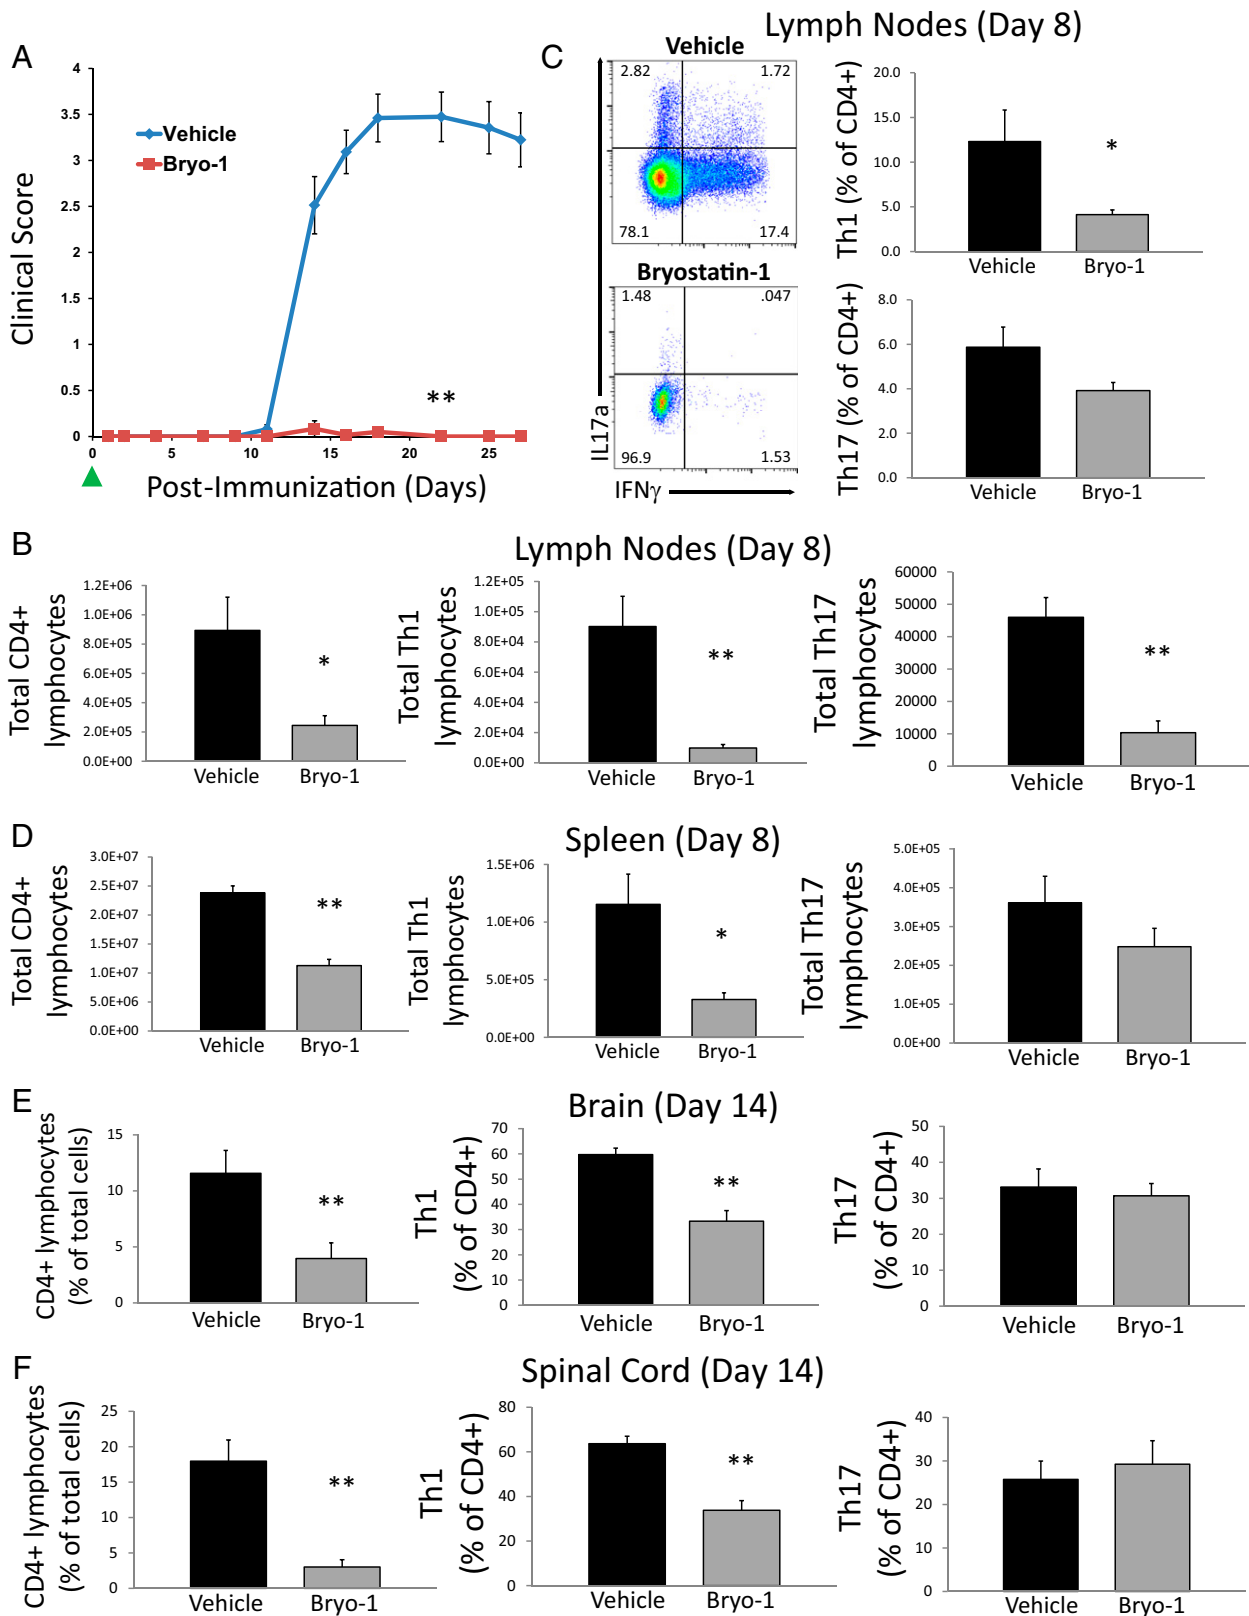 A
4
3.5
3
2.5
2
1.5
1
0.5
0
Vehicle
Bryo-1
**
0 5 10 15 20 25
Clinical Score
Post-Immunization (Days)
C
Lymph Nodes (Day 8)
Vehicle
2.82 1.72
78.1 17.4
Bryostatin-1
1.48 .047
96.9 1.53
IL17a
IFNγ
Th1 (% of CD4+)
20.0
15.0
10.0
5.0
0.0
*
Vehicle Bryo-1
Th17 (% of CD4+)
8.0
6.0
4.0
2.0
0.0
Vehicle Bryo-1
B
Lymph Nodes (Day 8)
Total CD4+
lymphocytes
1.2E+06
1.0E+06
8.0E+05
6.0E+05
4.0E+05
2.0E+05
0.0E+00
*
Vehicle Bryo-1
Total Th1
lymphocytes
1.2E+05
1.0E+05
8.0E+04
6.0E+04
4.0E+04
2.0E+04
0.0E+00
**
Vehicle Bryo-1
Total Th17
lymphocytes
60000
50000
40000
30000
20000
10000
0
**
Vehicle Bryo-1
D
Spleen (Day 8)
Total CD4+
lymphocytes
3.0E+07
2.5E+07
2.0E+07
1.5E+07
1.0E+07
5.0E+06
0.0E+00
**
Vehicle Bryo-1
Total Th1
lymphocytes
1.5E+06
1.0E+06
5.0E+05
0.0E+00
*
Vehicle Bryo-1
Total Th17
lymphocytes
5.0E+05
4.0E+05
3.0E+05
2.0E+05
1.0E+05
0.0E+00
Vehicle Bryo-1
E
Brain (Day 14)
CD4+ lymphocytes
(% of total cells)
15
10
5
0
**
Vehicle Bryo-1
Th1
(% of CD4+)
70
60
50
40
30
20
10
0
**
Vehicle Bryo-1
Th17
(% of CD4+)
50
40
30
20
10
0
Vehicle Bryo-1
F
Spinal Cord (Day 14)
CD4+ lymphocytes
(% of total cells)
25
20
15
10
5
0
**
Vehicle Bryo-1
Th1
(% of CD4+)
80
60
40
20
0
**
Vehicle Bryo-1
Th17
(% of CD4+)
40
30
20
10
0
Vehicle Bryo-1